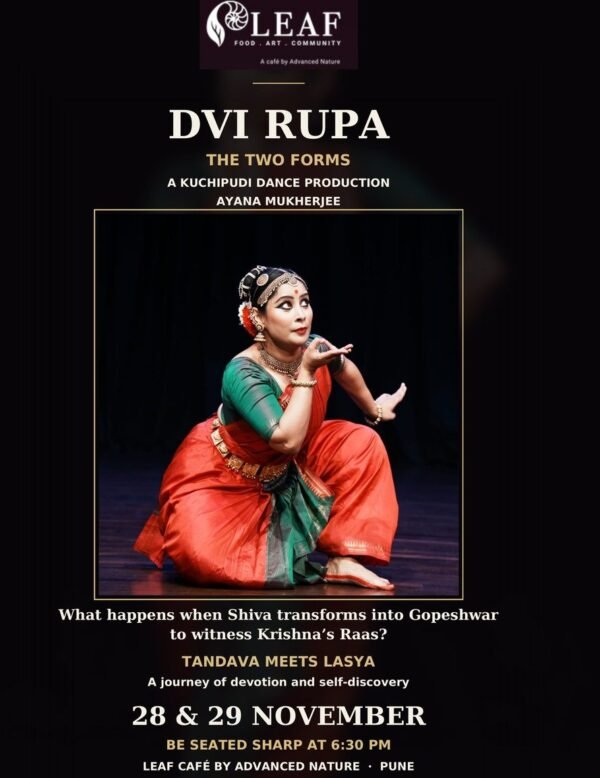 LEAF
FOOD . ART . COMMUNITY
A café by Advanced Nature
DVI RUPA
THE TWO FORMS
A KUCHIPUDI DANCE PRODUCTION
AYANA MUKHERJEE
What happens when Shiva transforms into Gopeshwar
to witness Krishna’s Raas?
TANDAVA MEETS LASYA
A journey of devotion and self-discovery
28 & 29 NOVEMBER
BE SEATED SHARP AT 6:30 PM
LEAF CAFÉ BY ADVANCED NATURE · PUNE